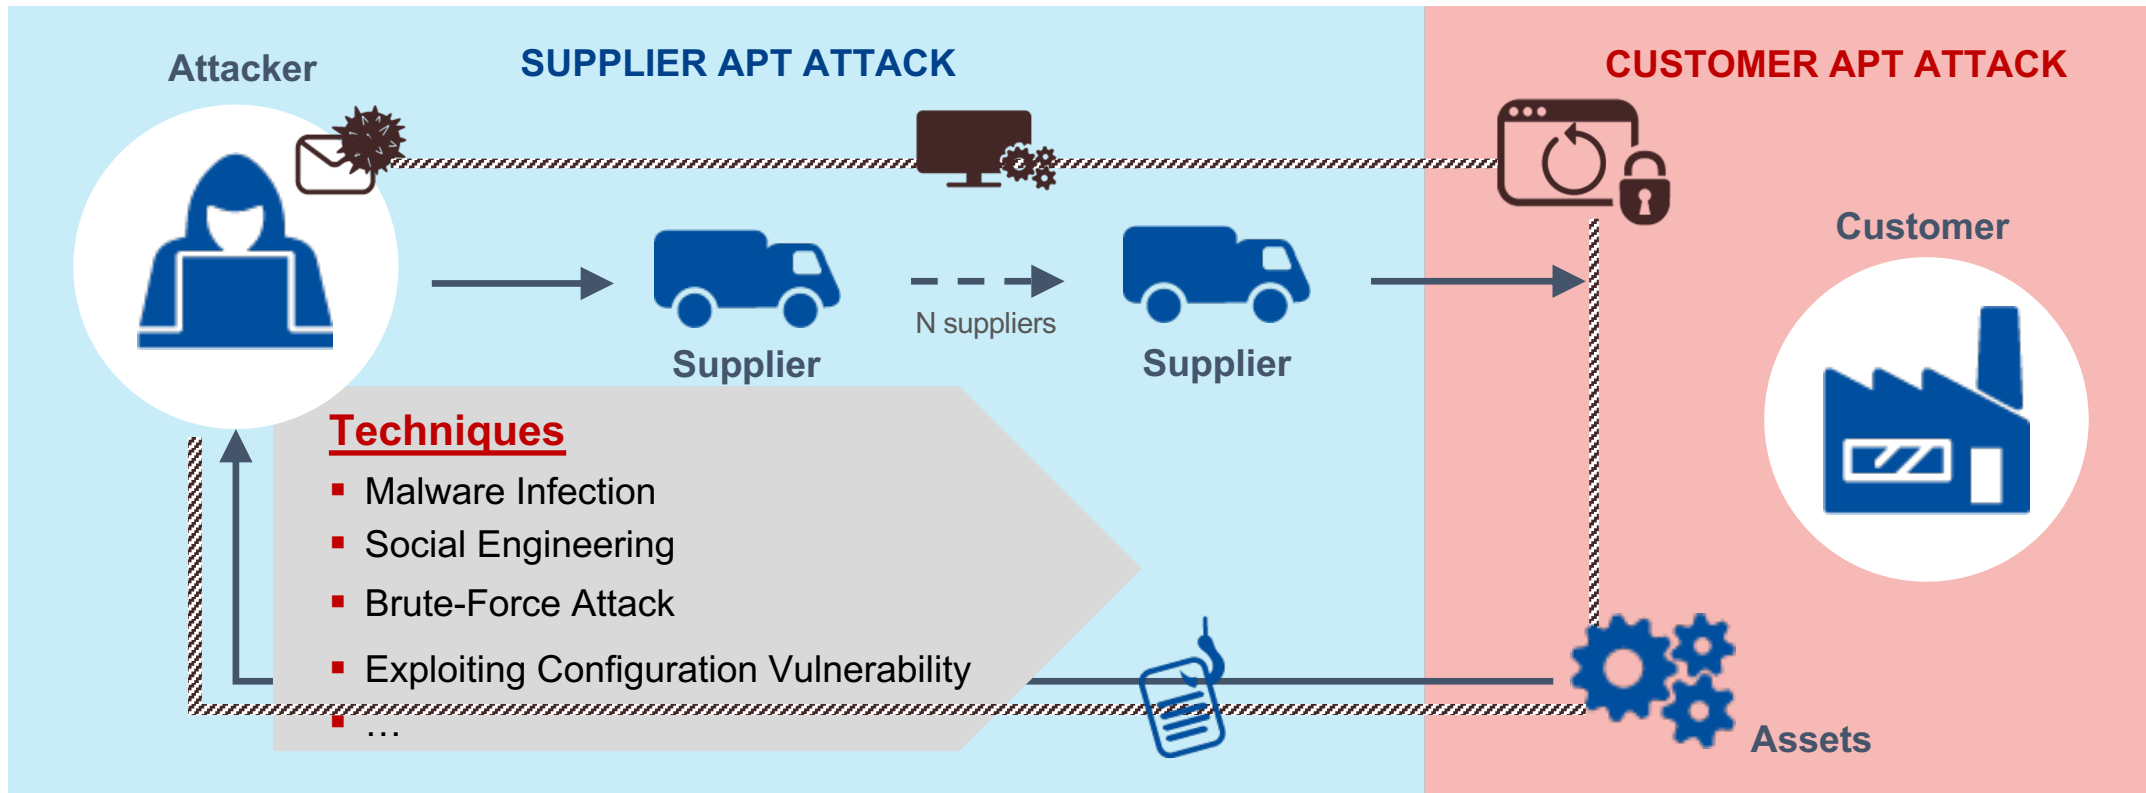 Attacker
SUPPLIER APT ATTACK
CUSTOMER APT ATTACK
Customer
N suppliers
Supplier
Supplier
Techniques
▪ Malware Infection
▪ Social Engineering
▪ Brute-Force Attack
▪ Exploiting Configuration Vulnerability
▪ …
Assets